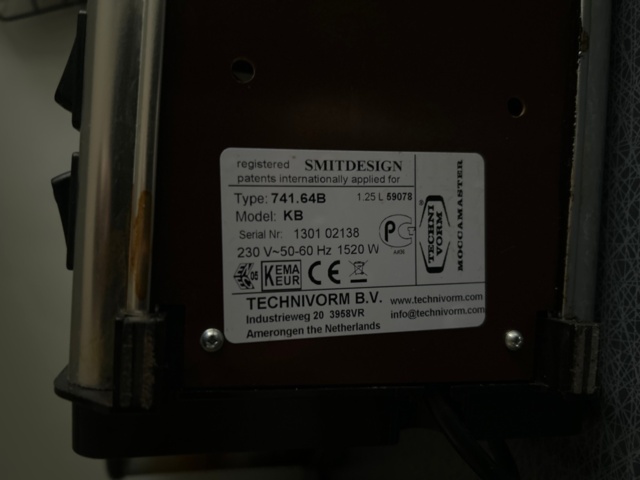 registered SMITDESIGN
patents internationally applied for
Type: 741.64B 1.25 L 59078
Model: KB
Serial Nr: 1301 02138
230 V~50-60 Hz 1520 W
KEMA
KEUR
CE
TECHNI
VORM
MOCCAMASTER
TECHNIVORM B.V. www.technivorm.com
Industrieweg 20 3958VR info@technivorm.com
Amerongen the Netherlands